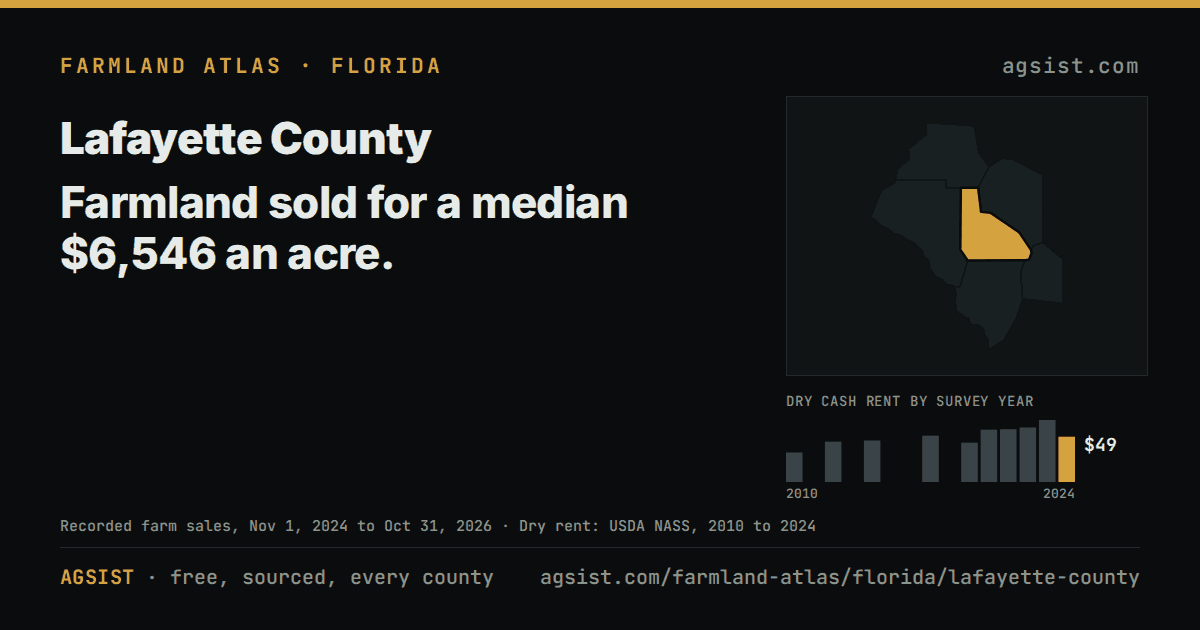 FARMLAND ATLAS · FLORIDA
agsist.com
Lafayette County
Farmland sold for a median
$6,546 an acre.
DRY CASH RENT BY SURVEY YEAR
$49
2010 2024
Recorded farm sales, Nov 1, 2024 to Oct 31, 2026 · Dry rent: USDA NASS, 2010 to 2024
AGSIST · free, sourced, every county
agsist.com/farmland-atlas/florida/lafayette-county